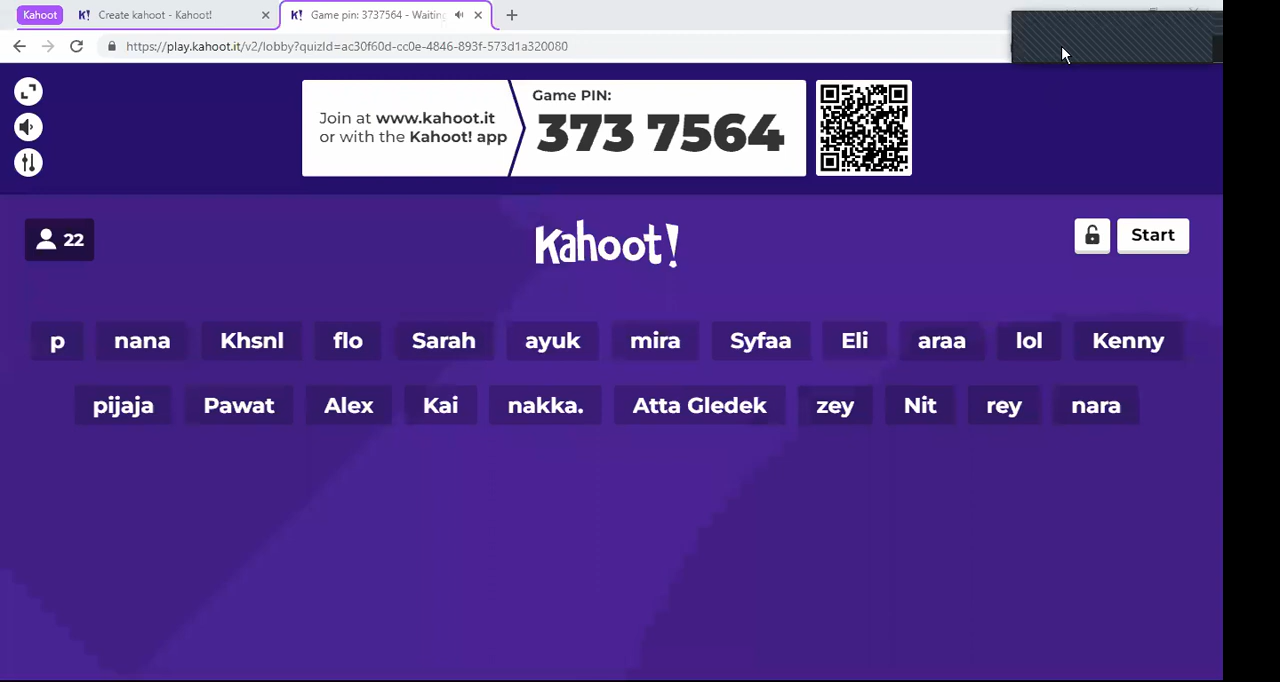 Kahoot
Create kahoot - Kahoot!
Game pin: 3737564 - Waitin
https://play.kahoot.it/v2/lobby?quizId=ac30f60d-cc0e-4846-893f-573d1a320080
Join at www.kahoot.it
or with the Kahoot! app
Game PIN:
373 7564
22
Kahoot!
Start
p nana Khsnl flo Sarah ayuk mira Syfaa Eli araa lol Kenny
pijaja Pawat Alex Kai nakka. Atta Gledek zey Nit rey nara